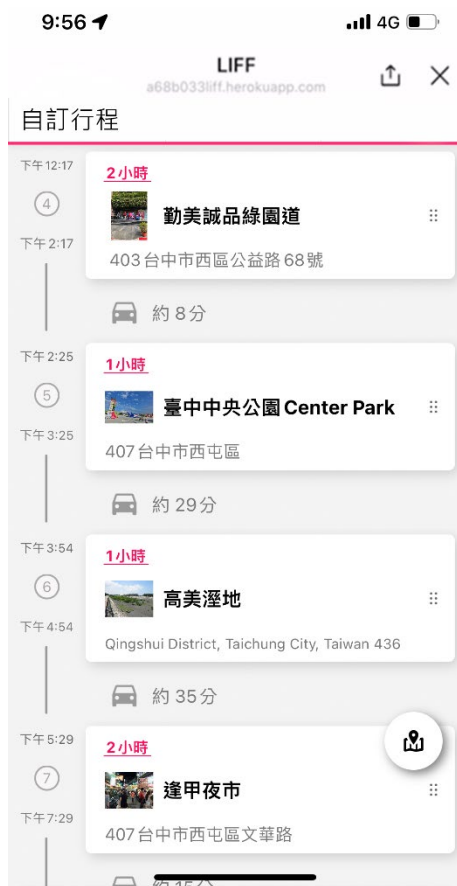 9:56
4G
LIFF
a68b033liff.herokuapp.com
自訂行程
下午12:17
2小時
4
勤美誠品綠園道
下午2:17
403台中市西區公益路68號
約8分
下午2:25
1小時
5
臺中中央公園Center Park
下午3:25
407台中市西屯區
約29分
下午3:54
1小時
6
高美溼地
下午4:54
Qingshui District, Taichung City, Taiwan 436
約35分
下午5:29
2小時
7
逢甲夜市
下午7:29
407台中市西屯區文華路
約15分